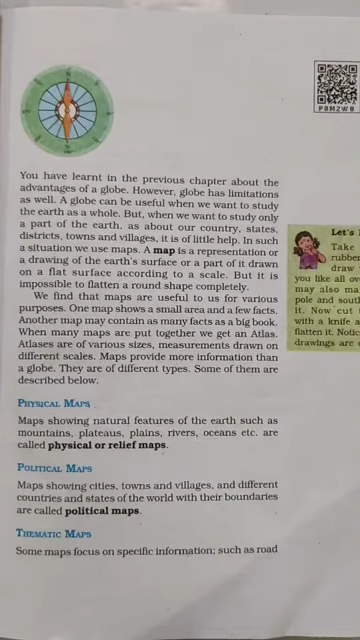 PBM2WB
You have learnt in the previous chapter about the
advantages of a globe. However, globe has limitations
as well. A globe can be useful when we want to study
the earth as a whole. But, when we want to study only
a part of the earth, as about our country, states,
districts, towns and villages, it is of little help. In such
a situation we use maps. A map is a representation or
a drawing of the earth's surface or a part of it drawn
on a flat surface according to a scale. But it is
impossible to flatten a round shape completely.
We find that maps are useful to us for various
purposes. One map shows a small area and a few facts.
Another map may contain as many facts as a big book.
When many maps are put together we get an Atlas.
Atlases are of various sizes, measurements drawn on
different scales. Maps provide more information than
a globe. They are of different types. Some of them are
described below.
PHYSICAL MAPS
Maps showing natural features of the earth such as
mountains, plateaus, plains, rivers, oceans etc. are
called physical or relief maps.
POLITICAL MAPS
Maps showing cities, towns and villages, and different
countries and states of the world with their boundaries
are called political maps.
THEMATIC MAPS
Some maps focus on specific information; such as road
Let's
Take
rubber
draw
you like all ov
may also ma
pole and sout
it. Now cut
with a knife a
flatten it. Notic
drawings are